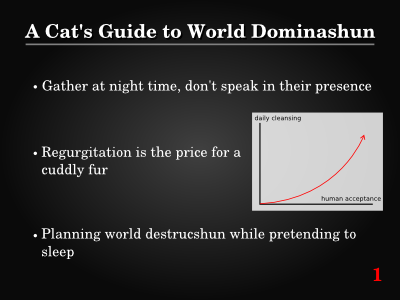 A Cat's Guide to World Dominashun
• Gather at night time, don't speak in their presence
daily cleansing
• Regurgitation is the price for a
cuddly fur
human acceptance
• Planning world destrucshun while pretending to
sleep
1